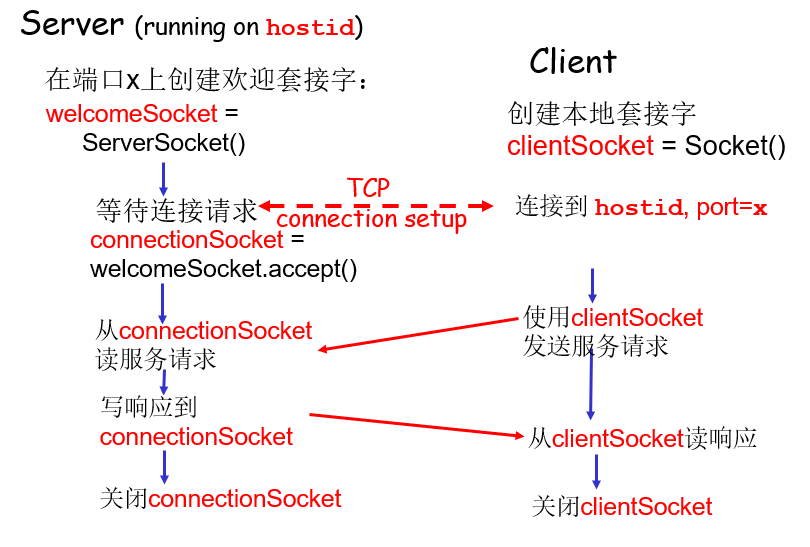 Server (running on hostid)
在端口x上创建欢迎套接字：
welcomeSocket =
ServerSocket()
等待连接请求
connectionSocket =
welcomeSocket.accept()
从connectionSocket
读服务请求
写响应到
connectionSocket
关闭connectionSocket
TCP
connection setup
Client
创建本地套接字
clientSocket = Socket()
连接到 hostid, port=x
使用clientSocket
发送服务请求
从clientSocket读响应
关闭clientSocket